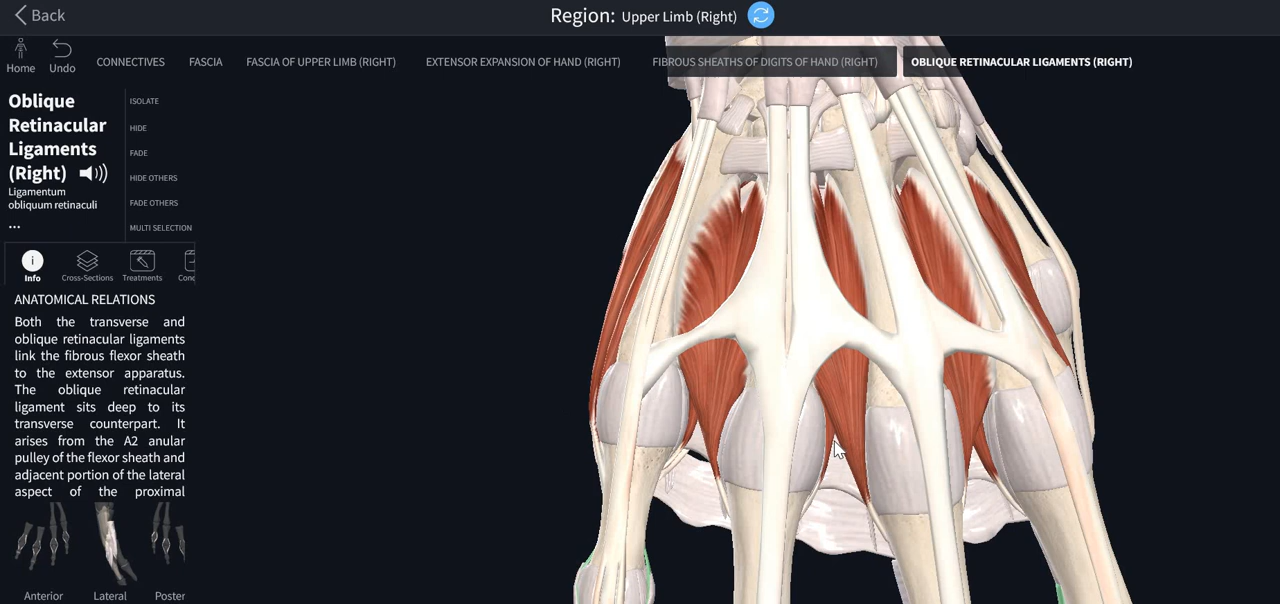 Back
Region: Upper Limb (Right)
Home
Undo
CONNECTIVES
FASCIA
FASCIA OF UPPER LIMB (RIGHT)
EXTENSOR EXPANSION OF HAND (RIGHT)
FIBROUS SHEATHS OF DIGITS OF HAND (RIGHT)
OBLIQUE RETINACULAR LIGAMENTS (RIGHT)
Oblique
Retinacular
Ligaments
(Right)
Ligamentum
obliquum retinaculi
...
ISOLATE
HIDE
FADE
HIDE OTHERS
FADE OTHERS
MULTI SELECTION
Info
Cross-Sections
Treatments
Conc
ANATOMICAL RELATIONS
Both the transverse and
oblique retinacular ligaments
link the fibrous flexor sheath
to the extensor apparatus.
The oblique retinacular
ligament sits deep to its
transverse counterpart. It
arises from the A2 anular
pulley of the flexor sheath and
adjacent portion of the lateral
aspect of the proximal
Anterior
Lateral
Poster